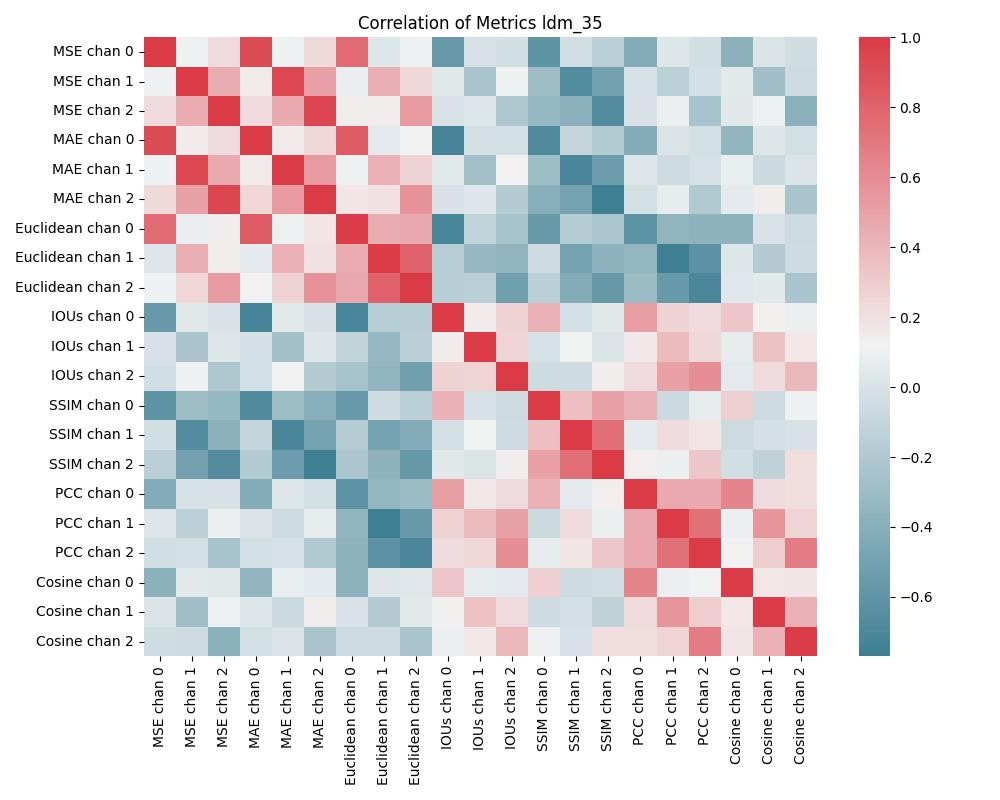 Correlation of Metrics ldm_35
MSE chan 0
MSE chan 1
MSE chan 2
MAE chan 0
MAE chan 1
MAE chan 2
Euclidean chan 0
Euclidean chan 1
Euclidean chan 2
IOUs chan 0
IOUs chan 1
IOUs chan 2
SSIM chan 0
SSIM chan 1
SSIM chan 2
PCC chan 0
PCC chan 1
PCC chan 2
Cosine chan 0
Cosine chan 1
Cosine chan 2
MSE chan 0
MSE chan 1
MSE chan 2
MAE chan 0
MAE chan 1
MAE chan 2
Euclidean chan 0
Euclidean chan 1
Euclidean chan 2
IOUs chan 0
IOUs chan 1
IOUs chan 2
SSIM chan 0
SSIM chan 1
SSIM chan 2
PCC chan 0
PCC chan 1
PCC chan 2
Cosine chan 0
Cosine chan 1
Cosine chan 2
1.0
0.8
0.6
0.4
0.2
0.0
−0.2
−0.4
−0.6